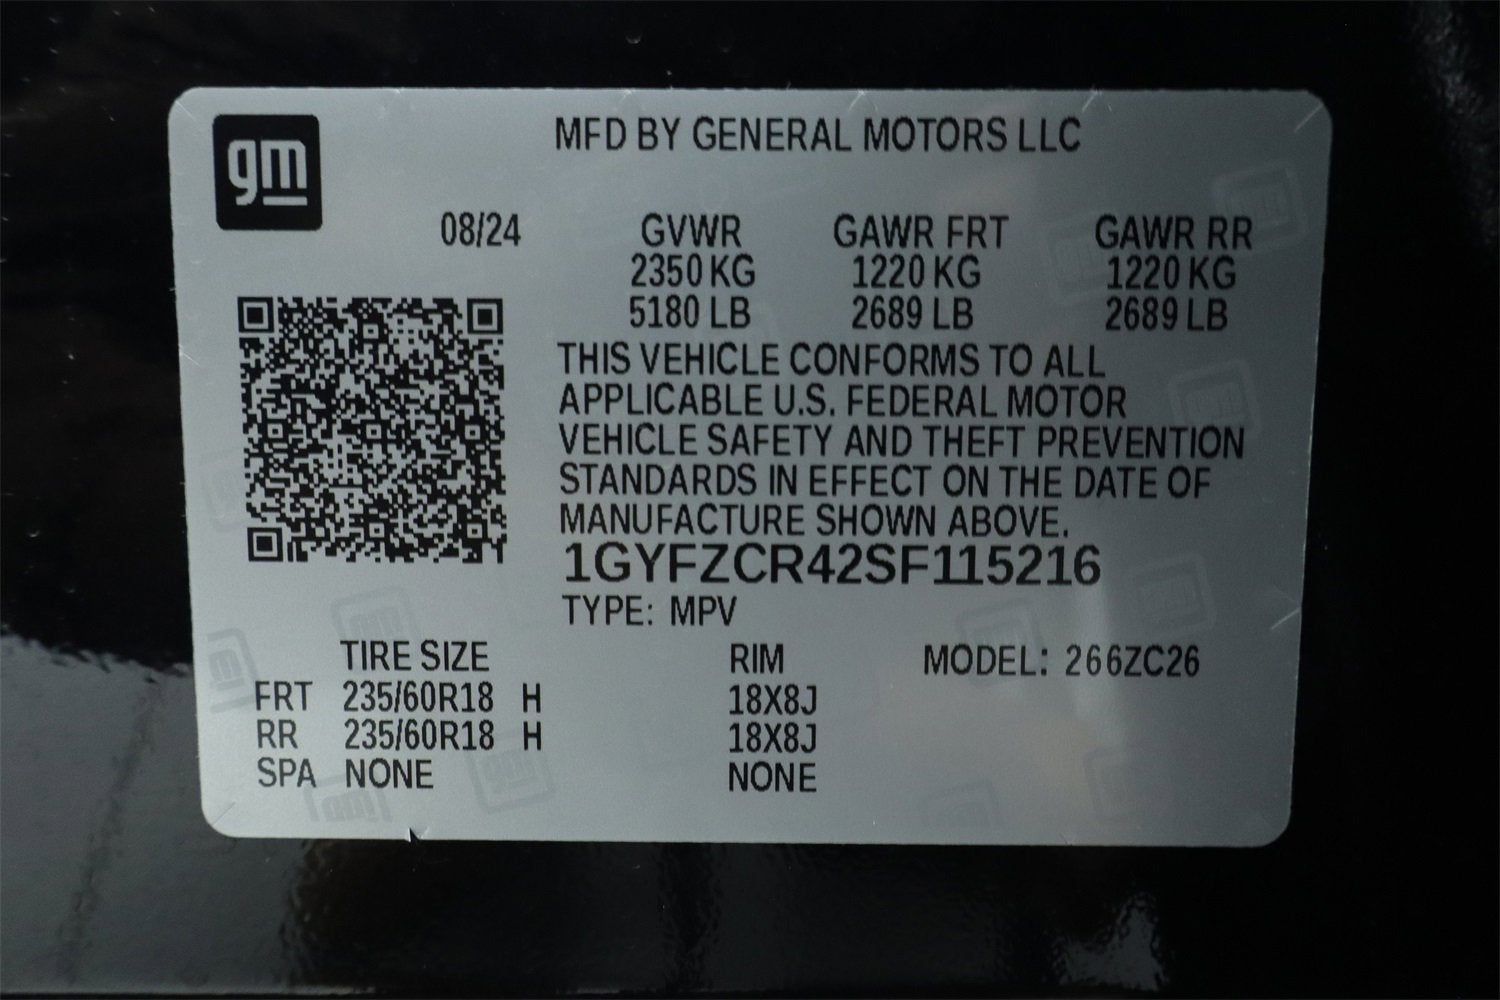 gm
MFD BY GENERAL MOTORS LLC
08/24 GVWR GAWR FRT GAWR RR
2350 KG 1220 KG 1220 KG
5180 LB 2689 LB 2689 LB
THIS VEHICLE CONFORMS TO ALL
APPLICABLE U.S. FEDERAL MOTOR
VEHICLE SAFETY AND THEFT PREVENTION
STANDARDS IN EFFECT ON THE DATE OF
MANUFACTURE SHOWN ABOVE.
1GYFZCR42SF115216
TYPE: MPV
TIRE SIZE RIM MODEL: 266ZC26
FRT 235/60R18 H 18X8J
RR 235/60R18 H 18X8J
SPA NONE NONE